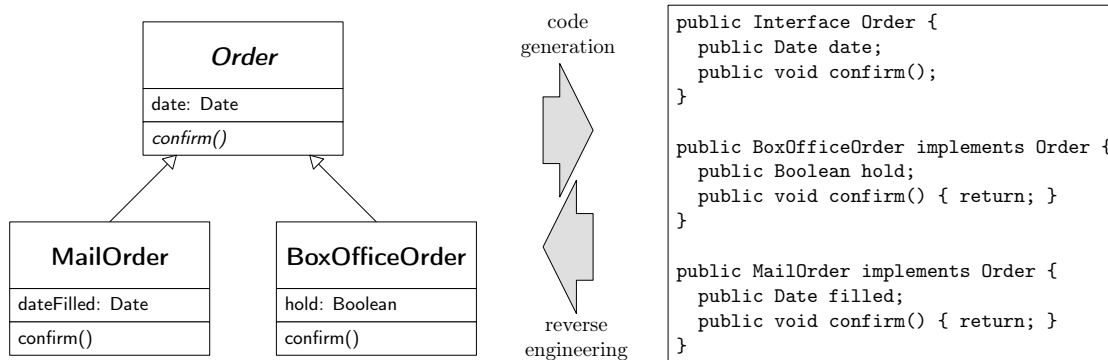 Order
date: Date
confirm()
MailOrder
dateFilled: Date
confirm()
BoxOfficeOrder
hold: Boolean
confirm()
code
generation
reverse
engineering
public Interface Order {
  public Date date;
  public void confirm();
}
public BoxOfficeOrder implements Order {
  public Boolean hold;
  public void confirm() { return; }
}
public MailOrder implements Order {
  public Date filled;
  public void confirm() { return; }
}